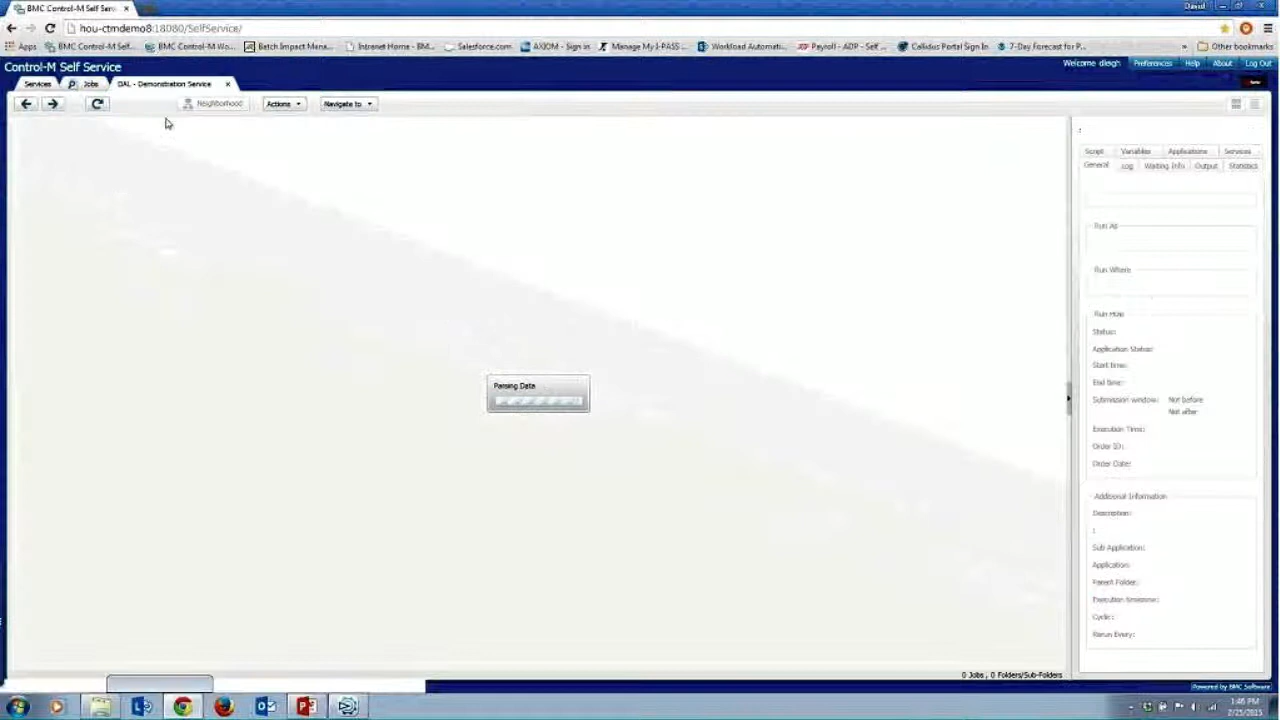 BMC Control-M Self Serv
David
hou-ctmdemo8:18080/SelfService/
Apps
BMC Control-M Self...
BMC Control-M Wo...
Batch Impact Mana...
Intranet Home - BM...
Salesforce.com
AXIOM - Sign in
Manage My I-PASS ...
Workload Automati...
Payroll - ADP - Self ...
Callidus Portal Sign In
7-Day Forecast for P...
»
Other bookmarks
Control-M Self Service
Welcome dleigh
Preferences
Help
About
Log Out
Services
Jobs
DAL - Demonstration Service
Neighborhood
Actions
Navigate to
:
Script
Variables
Applications
Services
General
Log
Waiting Info
Output
Statistics
Run As
Run Where
Parsing Data
Status:
Application Status:
Start time:
End time:
Submission window: Not before
Not after
Execution Time:
Order ID:
Order Date:
Additional Information
Description:
:
Sub Application:
Application:
Parent Folder:
Execution timezone:
Cyclic:
Rerun Every:
0 Jobs , 0 Folders/Sub-Folders
Powered by BMC Software
1:46 PM
2/25/2015